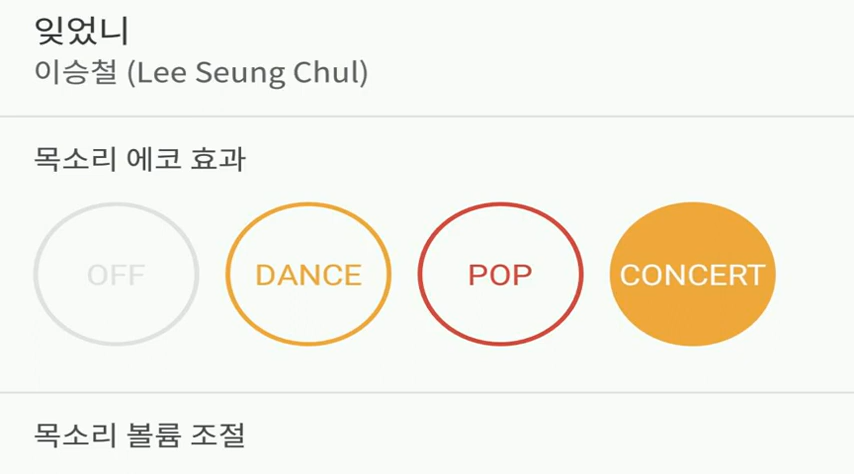 잊었니
이승철 (Lee Seung Chul)
목소리 에코 효과
OFF DANCE POP CONCERT
목소리 볼륨 조절